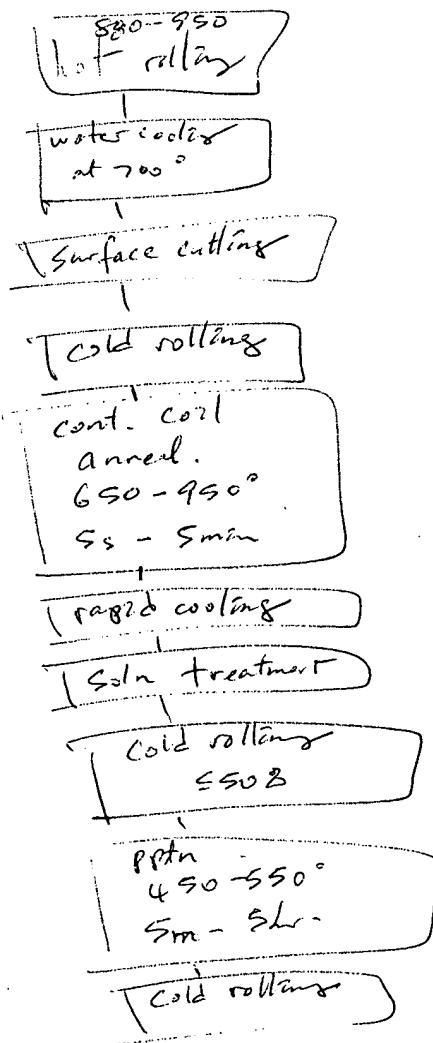 880-950
hot rolling
water cooling
at 700°
Surface cutting
cold rolling
cont. coil
anneal.
650-950°
5s - 5min
rapid cooling
Soln treatment
Cold rolling
pptn
450-550°
5m - 5hr.
Cold rolling